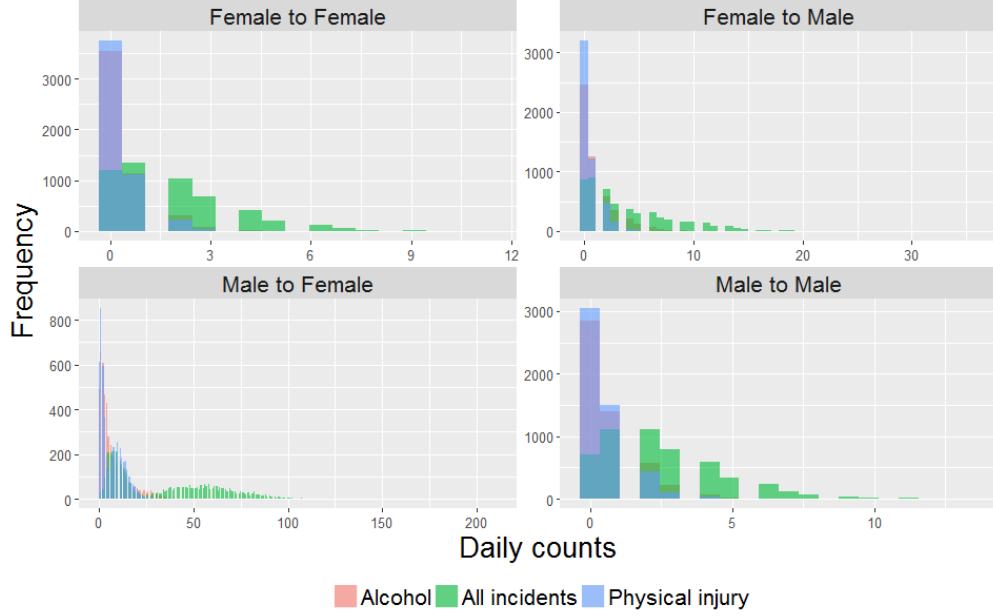 Female to Female
Female to Male
3000
2000
1000
0
3000
2000
1000
0
0 3 6 9 12
0 10 20 30
Male to Female
Male to Male
800
600
400
200
0
3000
2000
1000
0
0 50 100 150 200
0 5 10
Frequency
Daily counts
Alcohol All incidents Physical injury